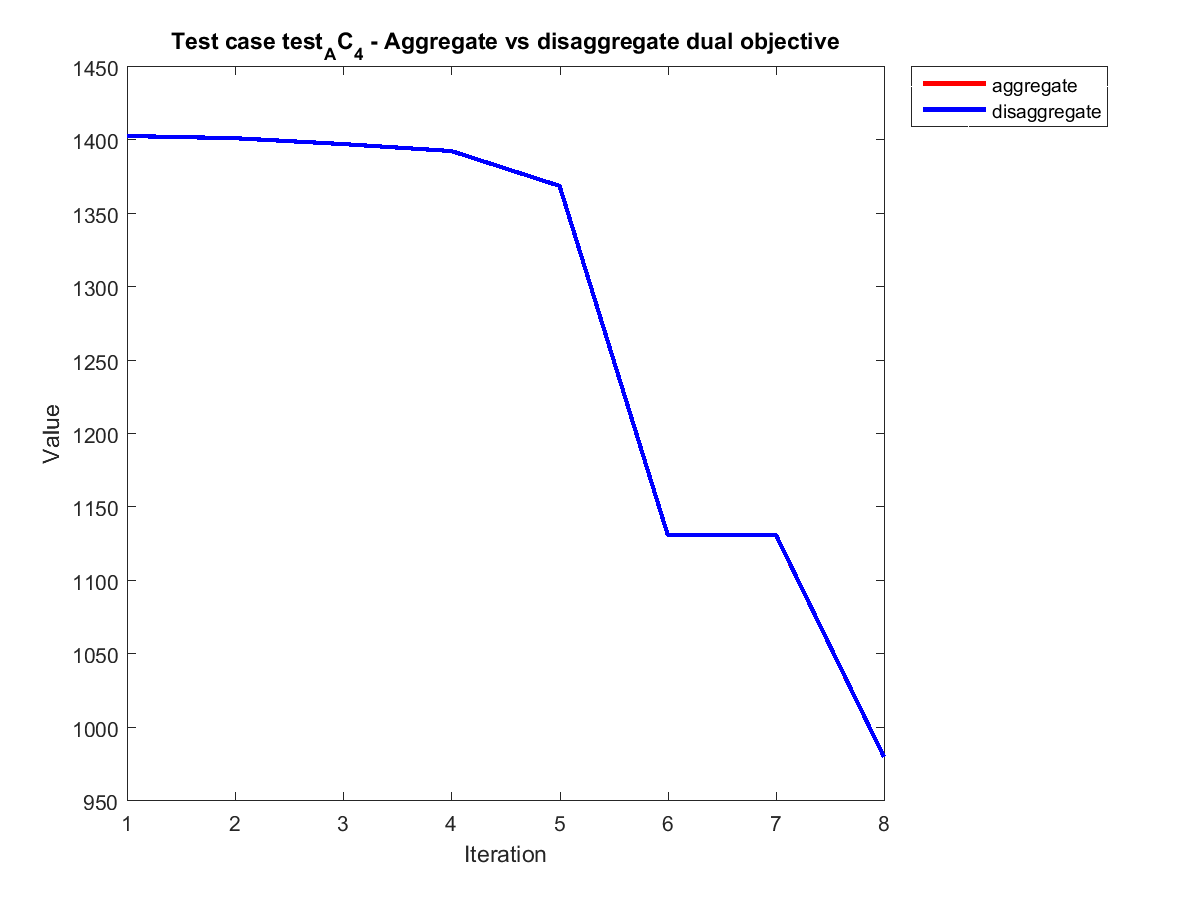 Test case test_AC_4 - Aggregate vs disaggregate dual objective
aggregate
disaggregate
1450
1400
1350
1300
1250
1200
1150
1100
1050
1000
950
Value
1 2 3 4 5 6 7 8
Iteration